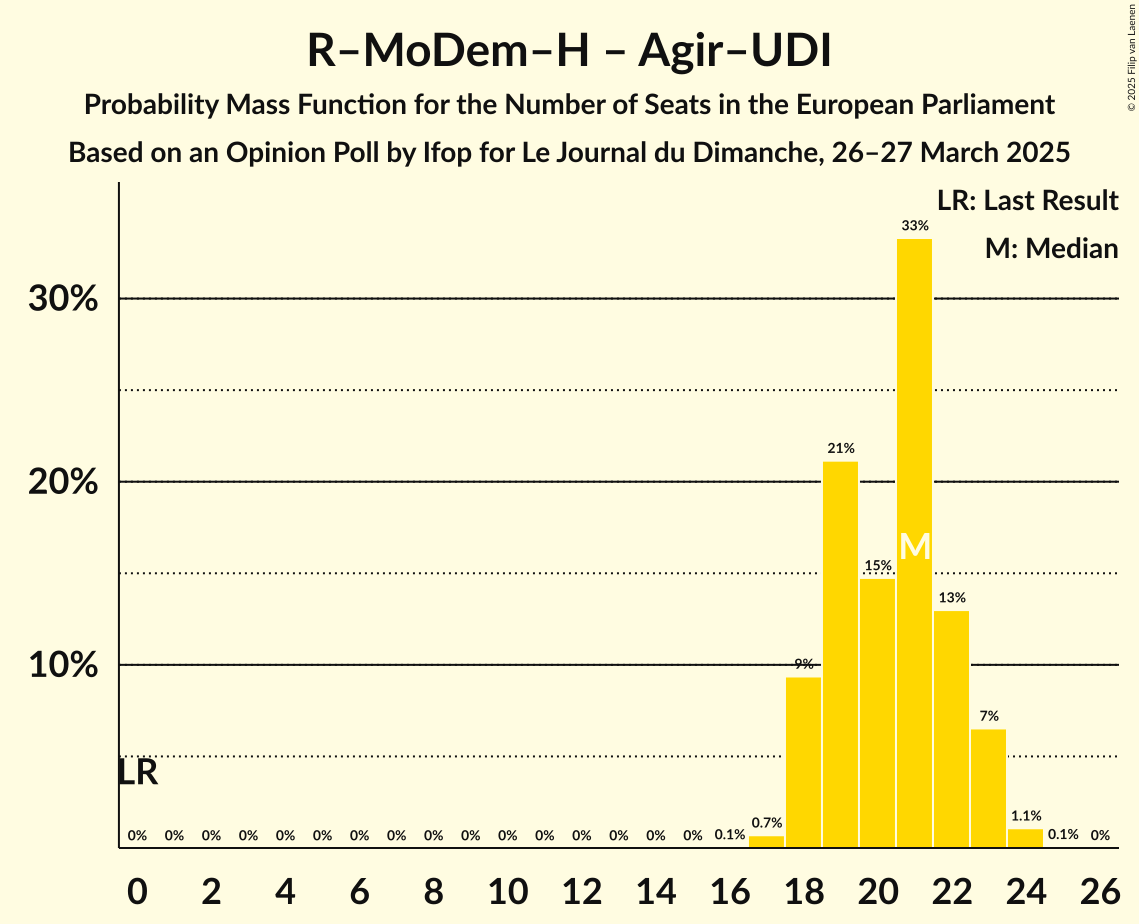 R–MoDem–H – Agir–UDI
Probability Mass Function for the Number of Seats in the European Parliament
Based on an Opinion Poll by Ifop for Le Journal du Dimanche, 26–27 March 2025
© 2025 Filip van Laenen
LR: Last Result
M: Median
30%
20%
10%
33%
21%
M
15%
13%
9%
7%
LR
0% 0% 0% 0% 0% 0% 0% 0% 0% 0% 0% 0% 0% 0% 0% 0% 0.1% 0.7% 1.1% 0.1% 0%
0 2 4 6 8 10 12 14 16 18 20 22 24 26